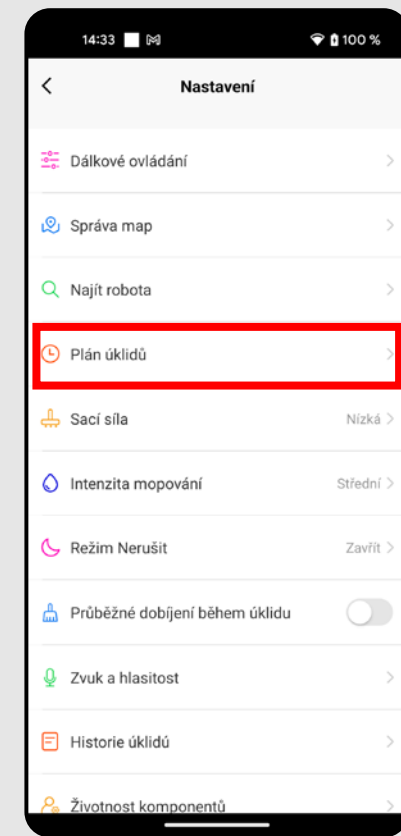 14:33 100 %
Nastavení
Dálkové ovládání
Správa map
Najít robota
Plán úklidů
Sací síla Nízká
Intenzita mopování Střední
Režim Nerušit Zavřít
Průběžné dobíjení během úklidu
Zvuk a hlasitost
Historie úklidů
Životnost komponentů